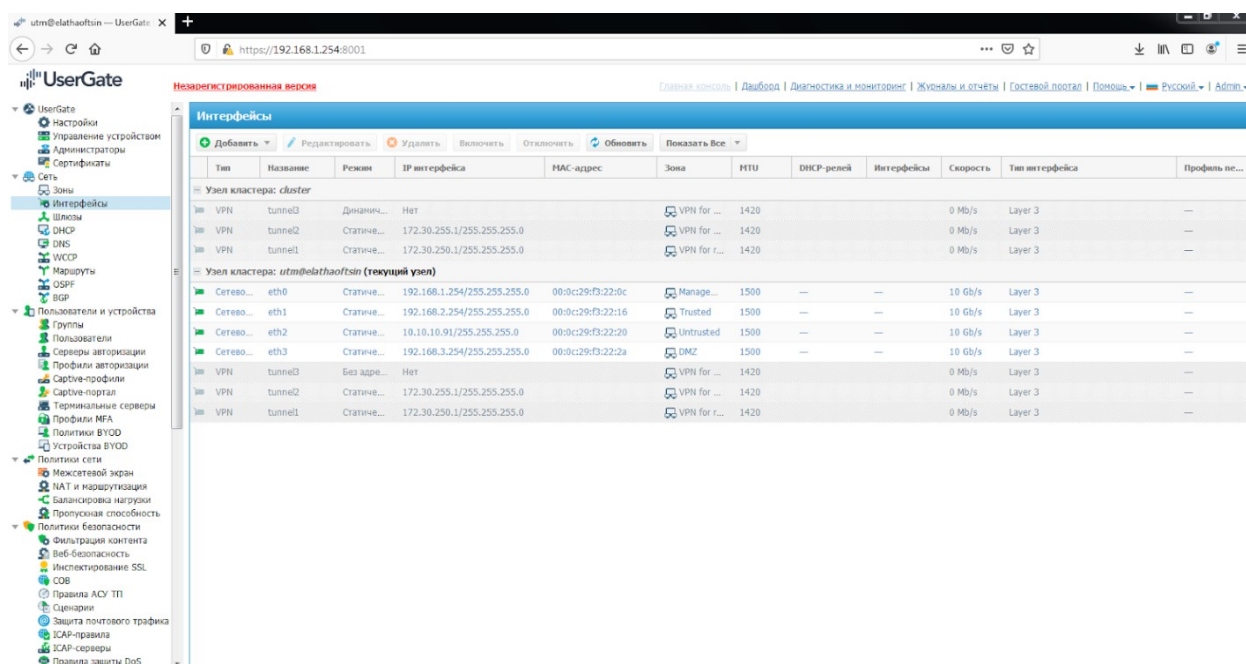 utm@elathaoftsin — UserGate
https://192.168.1.254:8001
UserGate
Незарегистрированная версия
Главная консоль | Дашборд | Диагностика и мониторинг | Журналы и отчёты | Гостевой портал | Помощь | Русский | Admin
UserGate
Настройки
Управление устройством
Администраторы
Сертификаты
Сеть
Зоны
Интерфейсы
Шлюзы
DHCP
DNS
WCCP
Маршруты
OSPF
BGP
Пользователи и устройства
Группы
Пользователи
Серверы авторизации
Профили авторизации
Captive-профили
Captive-портал
Терминальные серверы
Профили MFA
Политики BYOD
Устройства BYOD
Политики сети
Межсетевой экран
NAT и маршрутизация
Балансировка нагрузки
Пропускная способность
Политики безопасности
Фильтрация контента
Веб-безопасность
Инспектирование SSL
СОВ
Правила АСУ ТП
Сценарии
Защита почтового трафика
ICAP-правила
ICAP-серверы
Правила защиты DoS
Интерфейсы
Добавить Редактировать Удалить Включить Отключить Обновить Показать Все
Тип Название Режим IP интерфейса MAC-адрес Зона MTU DHCP-релей Интерфейсы Скорость Тип интерфейса Профиль пе...
Узел кластера: cluster
VPN tunnel3 Динамич... Нет VPN for ... 1420 0 Mb/s Layer 3 —
VPN tunnel2 Статиче... 172.30.255.1/255.255.255.0 VPN for ... 1420 0 Mb/s Layer 3 —
VPN tunnel1 Статиче... 172.30.250.1/255.255.255.0 VPN for r... 1420 0 Mb/s Layer 3 —
Узел кластера: utm@elathaoftsin (текущий узел)
Сетево... eth0 Статиче... 192.168.1.254/255.255.255.0 00:0c:29:f3:22:0c Manage... 1500 — — 10 Gb/s Layer 3 —
Сетево... eth1 Статиче... 192.168.2.254/255.255.255.0 00:0c:29:f3:22:16 Trusted 1500 — — 10 Gb/s Layer 3 —
Сетево... eth2 Статиче... 10.10.10.91/255.255.255.0 00:0c:29:f3:22:20 Untrusted 1500 — — 10 Gb/s Layer 3 —
Сетево... eth3 Статиче... 192.168.3.254/255.255.255.0 00:0c:29:f3:22:2a DMZ 1500 — — 10 Gb/s Layer 3 —
VPN tunnel3 Без адре... Нет VPN for ... 1420 0 Mb/s Layer 3 —
VPN tunnel2 Статиче... 172.30.255.1/255.255.255.0 VPN for ... 1420 0 Mb/s Layer 3 —
VPN tunnel1 Статиче... 172.30.250.1/255.255.255.0 VPN for r... 1420 0 Mb/s Layer 3 —